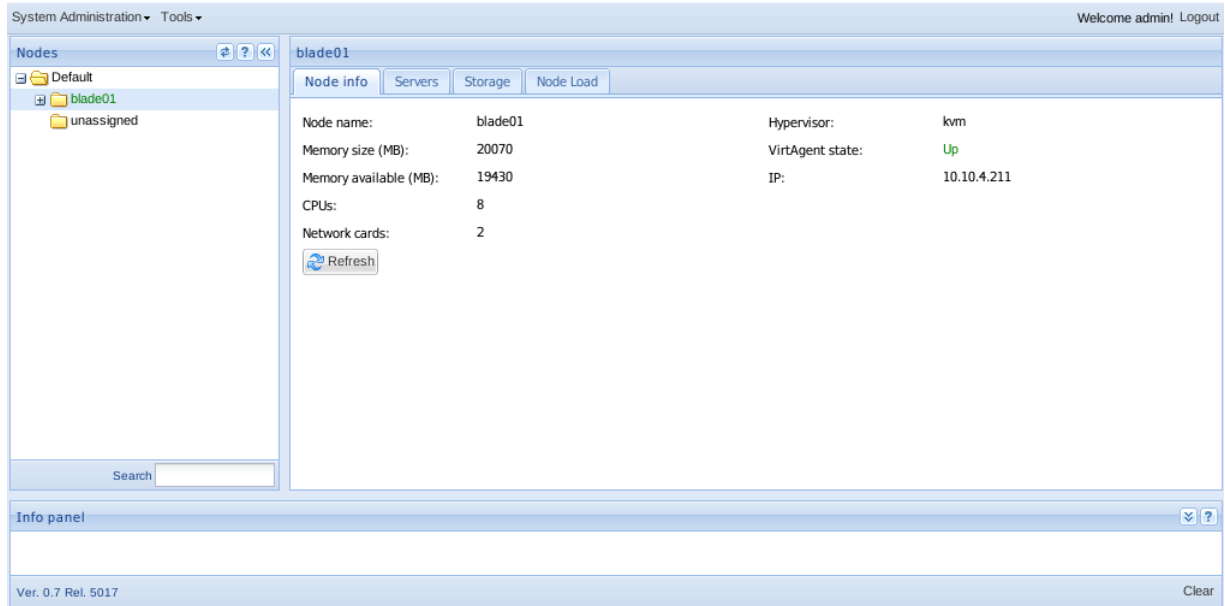 System Administration Tools Welcome admin! Logout
Nodes
Default
blade01
unassigned
Search
blade01
Node info Servers Storage Node Load
Node name: blade01 Hypervisor: kvm
Memory size (MB): 20070 VirtAgent state: Up
Memory available (MB): 19430 IP: 10.10.4.211
CPUs: 8
Network cards: 2
Refresh
Info panel ?
Ver. 0.7 Rel. 5017 Clear